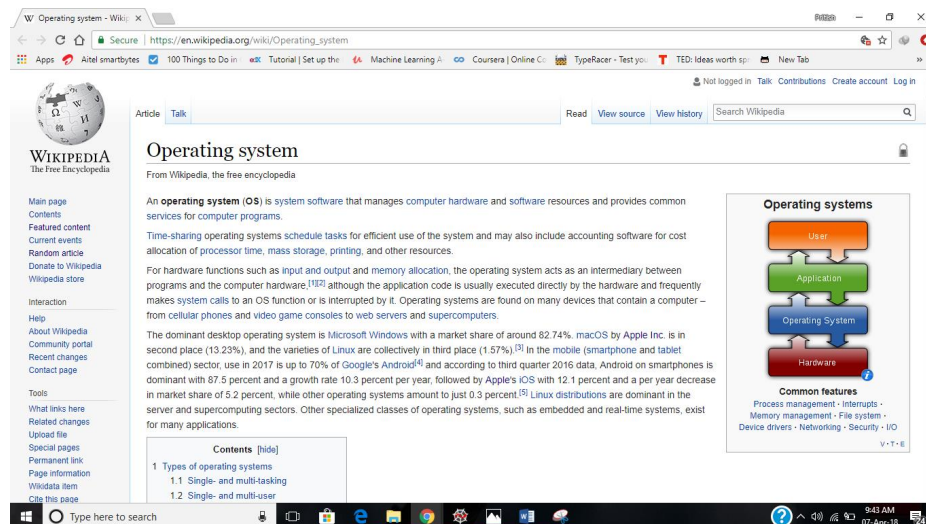 Operating system - Wikip
Secure | https://en.wikipedia.org/wiki/Operating_system
Apps Aitel smartbytes 100 Things to Do in Tutorial | Set up the Machine Learning A Coursera | Online Co TypeRacer - Test you TED: Ideas worth spr New Tab »
Not logged in Talk Contributions Create account Log in
Article Talk Read View source View history Search Wikipedia
WIKIPEDIA
The Free Encyclopedia
Operating system
From Wikipedia, the free encyclopedia
Main page
Contents
Featured content
Current events
Random article
Donate to Wikipedia
Wikipedia store
Interaction
Help
About Wikipedia
Community portal
Recent changes
Contact page
Tools
What links here
Related changes
Upload file
Special pages
Permanent link
Page information
Wikidata item
Cite this page
An operating system (OS) is system software that manages computer hardware and software resources and provides common
services for computer programs.
Time-sharing operating systems schedule tasks for efficient use of the system and may also include accounting software for cost
allocation of processor time, mass storage, printing, and other resources.
For hardware functions such as input and output and memory allocation, the operating system acts as an intermediary between
programs and the computer hardware,[1][2] although the application code is usually executed directly by the hardware and frequently
makes system calls to an OS function or is interrupted by it. Operating systems are found on many devices that contain a computer –
from cellular phones and video game consoles to web servers and supercomputers.
The dominant desktop operating system is Microsoft Windows with a market share of around 82.74%. macOS by Apple Inc. is in
second place (13.23%), and the varieties of Linux are collectively in third place (1.57%).[3] In the mobile (smartphone and tablet
combined) sector, use in 2017 is up to 70% of Google's Android[4] and according to third quarter 2016 data, Android on smartphones is
dominant with 87.5 percent and a growth rate 10.3 percent per year, followed by Apple's iOS with 12.1 percent and a per year decrease
in market share of 5.2 percent, while other operating systems amount to just 0.3 percent.[5] Linux distributions are dominant in the
server and supercomputing sectors. Other specialized classes of operating systems, such as embedded and real-time systems, exist
for many applications.
Contents [hide]
1 Types of operating systems
1.1 Single- and multi-tasking
1.2 Single- and multi-user
Operating systems
User
Application
Operating System
Hardware
Common features
Process management · Interrupts ·
Memory management · File system ·
Device drivers · Networking · Security · I/O
V · T · E
Type here to search
9:43 AM
07-Apr-18
24